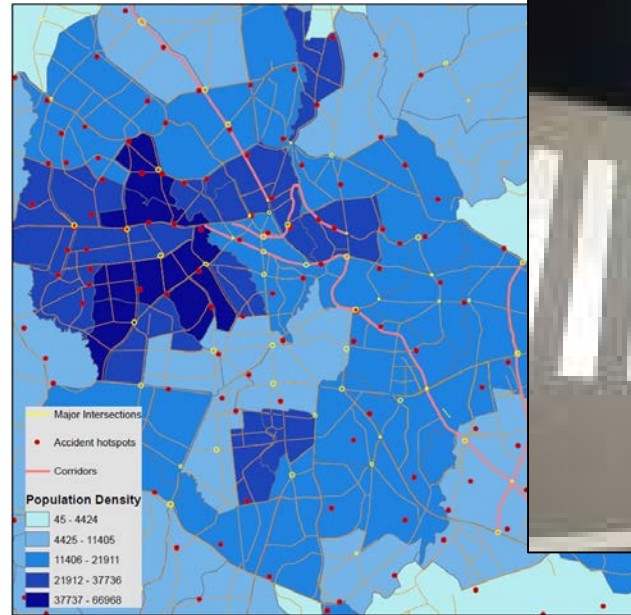 Major Intersections
Accident hotspots
Corridors
Population Density
45 - 4424
4425 - 11405
11406 - 21911
21912 - 37736
37737 - 66968